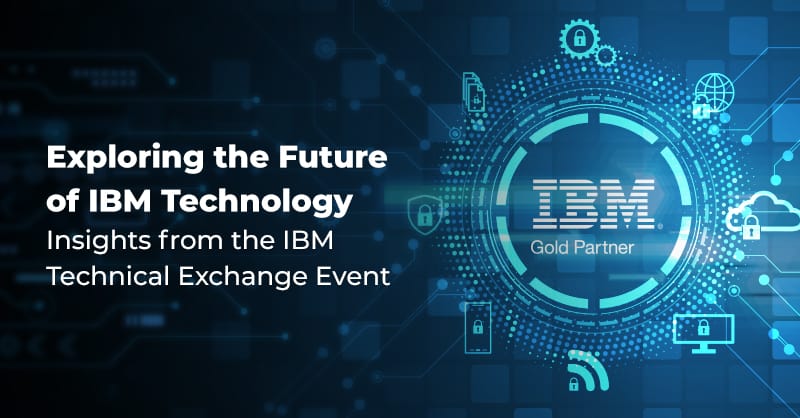 Exploring the Future
of IBM Technology
Insights from the IBM
Technical Exchange Event
IBM®
Gold Partner